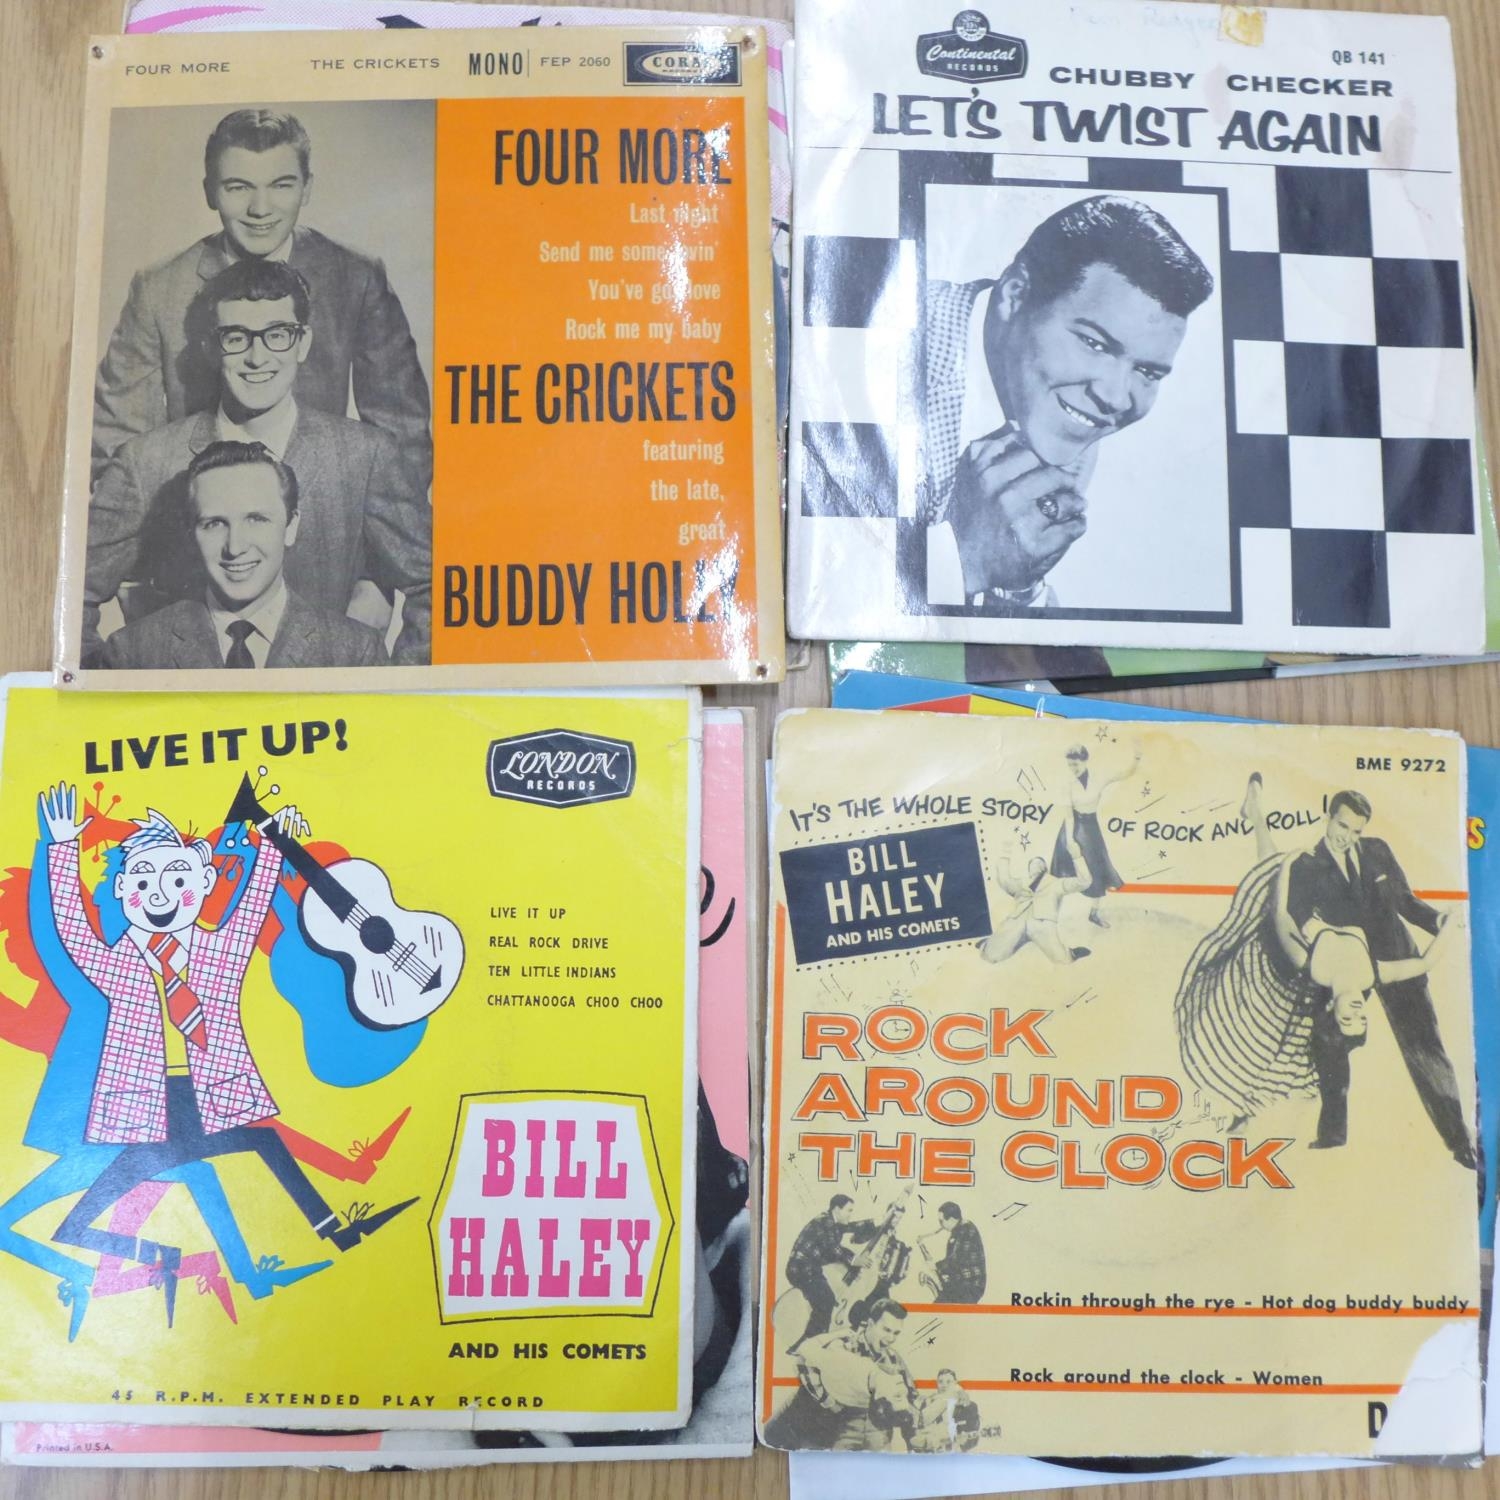 FOUR MORE THE CRICKETS MONO FEP 2060 CORAL
FOUR MORE
Last night
Send me some lovin'
You've got love
Rock me my baby
THE CRICKETS
featuring
the late,
great
BUDDY HOLLY
Continental
RECORDS
QB 141
CHUBBY CHECKER
LET'S TWIST AGAIN
LIVE IT UP!
LONDON
RECORDS
LIVE IT UP
REAL ROCK DRIVE
TEN LITTLE INDIANS
CHATTANOOGA CHOO CHOO
BILL
HALEY
AND HIS COMETS
45 R.P.M. EXTENDED PLAY RECORD
Printed in U.S.A.
BME 9272
IT'S THE WHOLE STORY OF ROCK AND ROLL!
BILL
HALEY
AND HIS COMETS
ROCK
AROUND
THE CLOCK
Rockin through the rye - Hot dog buddy buddy
Rock around the clock - Women
D